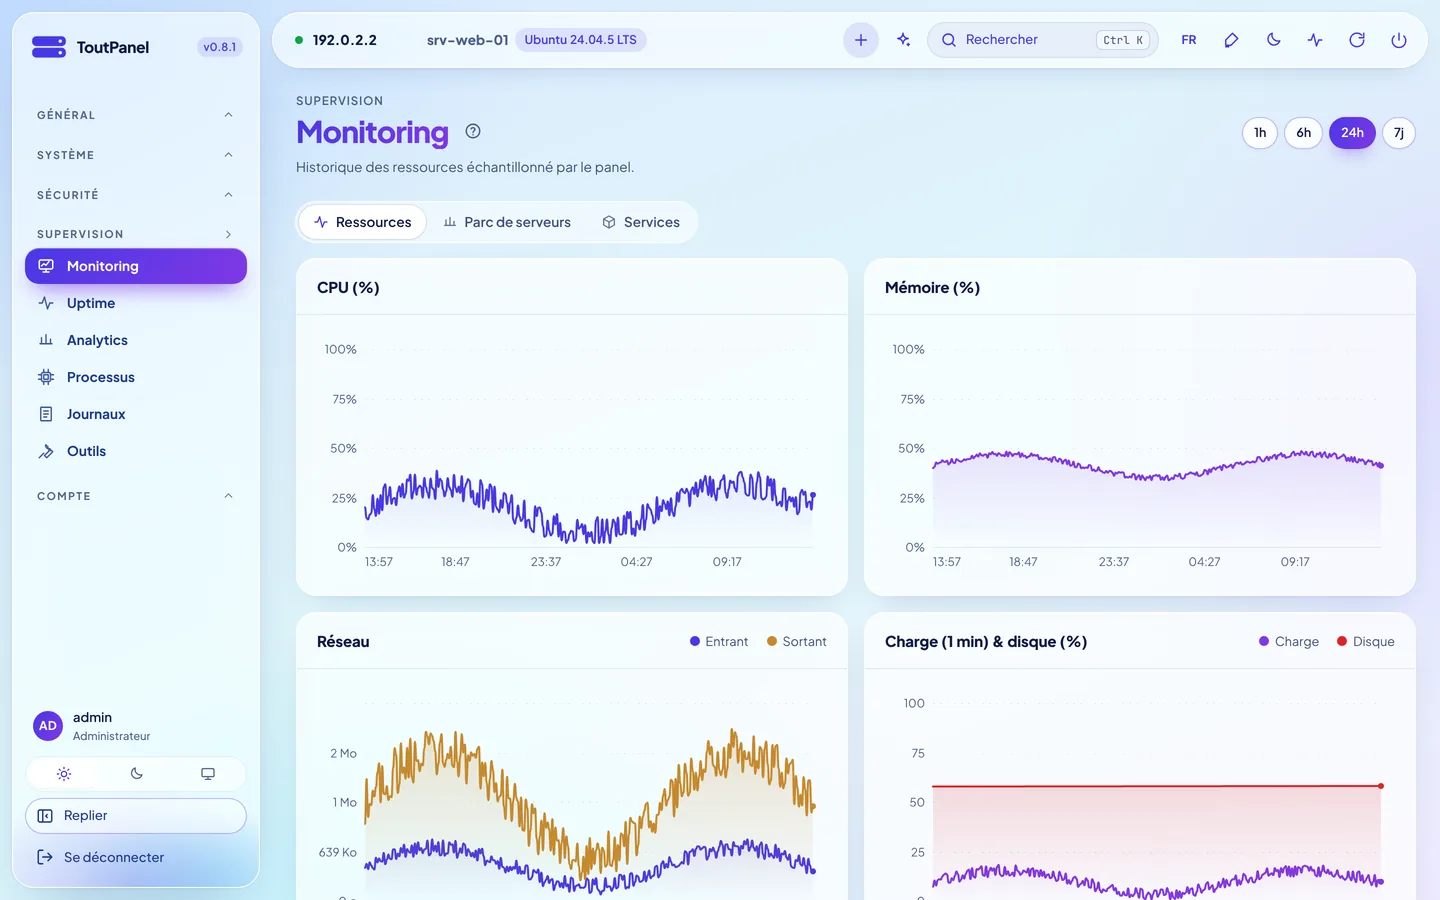 ToutPanel
v0.8.1
GÉNÉRAL
SYSTÈME
SÉCURITÉ
SUPERVISION
Monitoring
Uptime
Analytics
Processus
Journaux
Outils
COMPTE
AD
admin
Administrateur
Replier
Se déconnecter
192.0.2.2
srv-web-01
Ubuntu 24.04.5 LTS
Rechercher
Ctrl K
FR
SUPERVISION
Monitoring
Historique des ressources échantillonné par le panel.
1h
6h
24h
7j
Ressources
Parc de serveurs
Services
CPU (%)
100%
75%
50%
25%
0%
13:57
18:47
23:37
04:27
09:17
Mémoire (%)
100%
75%
50%
25%
0%
13:57
18:47
23:37
04:27
09:17
Réseau
Entrant
Sortant
2 Mo
1 Mo
639 Ko
Charge (1 min) & disque (%)
Charge
Disque
100
75
50
25